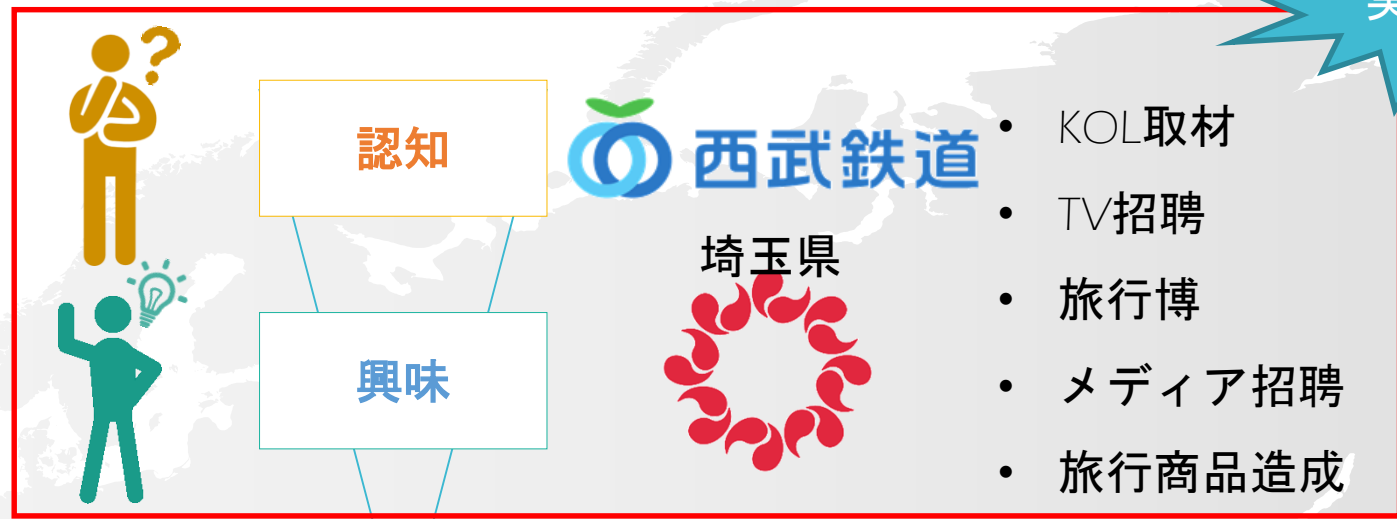 認知
西武鉄道
埼玉県
興味
• KOL取材
• TV招聘
• 旅行博
• メディア招聘
• 旅行商品造成